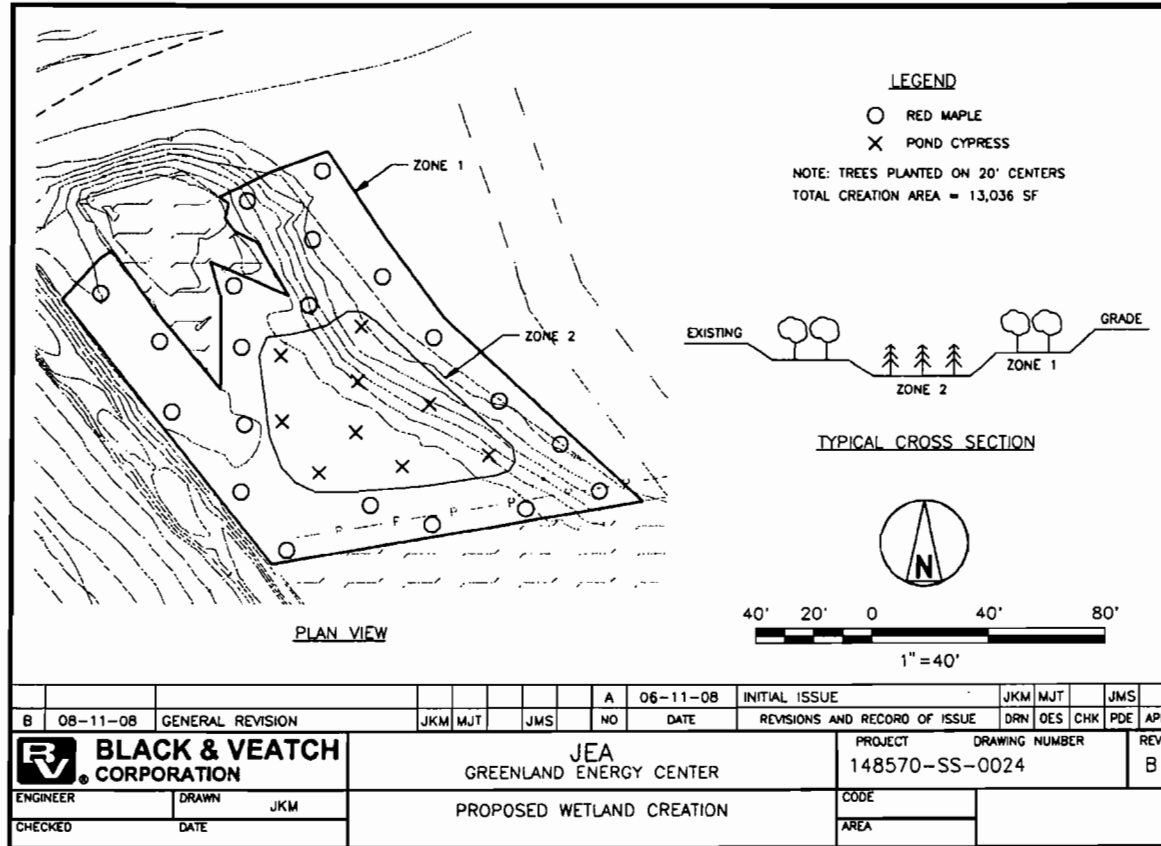 LEGEND
RED MAPLE
POND CYPRESS
NOTE: TREES PLANTED ON 20' CENTERS
TOTAL CREATION AREA = 13,036 SF
ZONE 1
ZONE 2
P F P P P P
EXISTING
GRADE
ZONE 1
ZONE 2
TYPICAL CROSS SECTION
N
40' 20' 0 40' 80'
1"=40'
PLAN VIEW
A 06-11-08 INITIAL ISSUE JKM MJT JMS
B 08-11-08 GENERAL REVISION JKM MJT JMS NO DATE REVISIONS AND RECORD OF ISSUE DRN DES CHK PDE
BV BLACK & VEATCH
® CORPORATION
JEA
GREENLAND ENERGY CENTER
PROJECT DRAWING NUMBER REV
148570-SS-0024 B
ENGINEER DRAWN JKM
CHECKED DATE
PROPOSED WETLAND CREATION
CODE
AREA